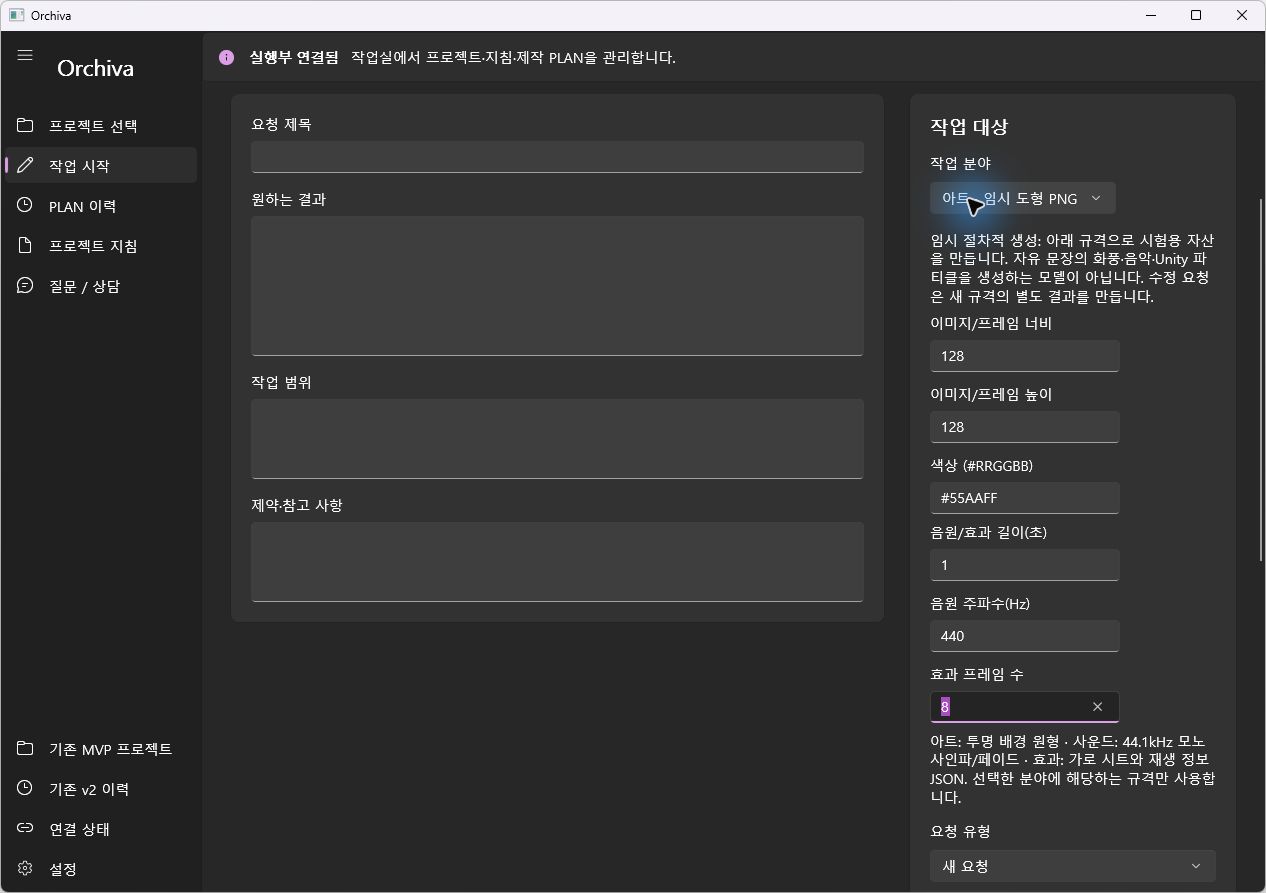 Orchiva
Orchiva
프로젝트 선택
작업 시작
PLAN 이력
프로젝트 지침
질문 / 상담
기존 MVP 프로젝트
기존 v2 이력
연결 상태
설정
실행부 연결됨 작업실에서 프로젝트·지침·제작 PLAN을 관리합니다.
요청 제목
원하는 결과
작업 범위
제약·참고 사항
작업 대상
작업 분야
아트 임시 도형 PNG
임시 절차적 생성: 아래 규격으로 시험용 자산
을 만듭니다. 자유 문장의 화풍·음악·Unity 파
티클을 생성하는 모델이 아닙니다. 수정 요청
은 새 규격의 별도 결과를 만듭니다.
이미지/프레임 너비
128
이미지/프레임 높이
128
색상 (#RRGGBB)
#55AAFF
음원/효과 길이(초)
1
음원 주파수(Hz)
440
효과 프레임 수
8
아트: 투명 배경 원형 · 사운드: 44.1kHz 모노
사인파/페이드 · 효과: 가로 시트와 재생 정보
JSON. 선택한 분야에 해당하는 규격만 사용합
니다.
요청 유형
새 요청